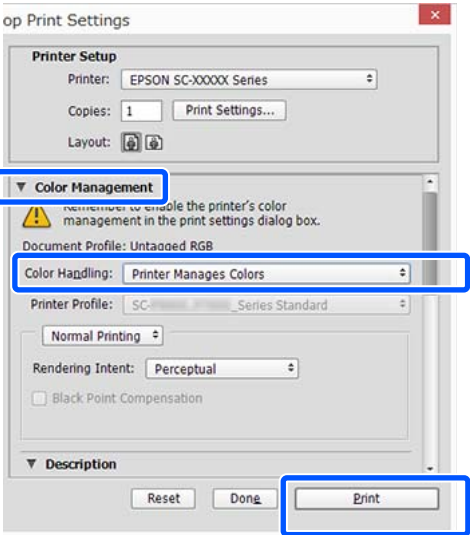 op Print Settings
Printer Setup
Printer: EPSON SC-XXXXX Series
Copies: 1 Print Settings...
Layout:
Color Management
Remember to enable the printer's color
management in the print settings dialog box.
Document Profile: Untagged RGB
Color Handling: Printer Manages Colors
Printer Profile: SC- _Series Standard
Normal Printing
Rendering Intent: Perceptual
Black Point Compensation
Description
Reset Done Print